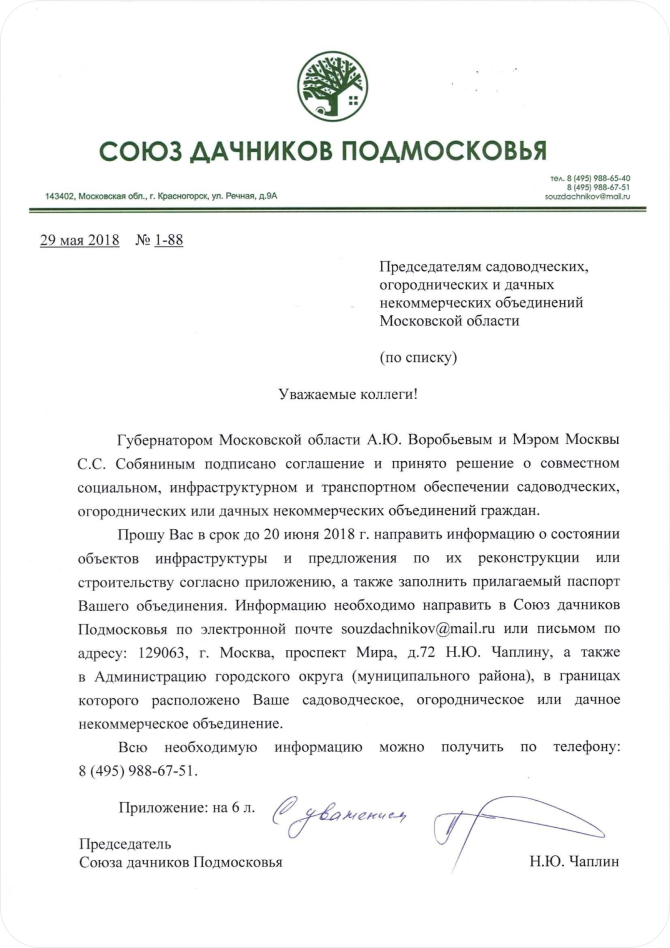 СОЮЗ ДАЧНИКОВ ПОДМОСКОВЬЯ
143402, Московская обл., г. Красногорск, ул. Речная, д.9А
тел. 8 (495) 988-65-40
8 (495) 988-67-51
souzdachnikov@mail.ru
29 мая 2018 № 1-88
Председателям садоводческих,
огороднических и дачных
некоммерческих объединений
Московской области
(по списку)
Уважаемые коллеги!
Губернатором Московской области А.Ю. Воробьевым и Мэром Москвы
С.С. Собяниным подписано соглашение и принято решение о совместном
социальном, инфраструктурном и транспортном обеспечении садоводческих,
огороднических или дачных некоммерческих объединений граждан.
Прошу Вас в срок до 20 июня 2018 г. направить информацию о состоянии
объектов инфраструктуры и предложения по их реконструкции или
строительству согласно приложению, а также заполнить прилагаемый паспорт
Вашего объединения. Информацию необходимо направить в Союз дачников
Подмосковья по электронной почте souzdachnikov@mail.ru или письмом по
адресу: 129063, г. Москва, проспект Мира, д.72 Н.Ю. Чаплину, а также
в Администрацию городского округа (муниципального района), в границах
которого расположено Ваше садоводческое, огородническое или дачное
некоммерческое объединение.
Всю необходимую информацию можно получить по телефону:
8 (495) 988-67-51.
Приложение: на 6 л.
С уважением
Председатель
Союза дачников Подмосковья
Н.Ю. Чаплин